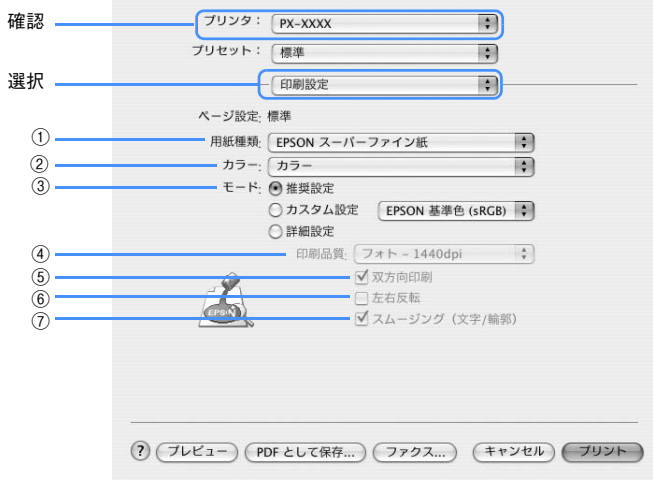 確認 プリンタ： PX-XXXX
プリセット： 標準
選択 印刷設定
ページ設定: 標準
① 用紙種類: EPSON スーパーファイン紙
② カラー: カラー
③ モード: 推奨設定
カスタム設定 EPSON 基準色 (sRGB)
詳細設定
④ 印刷品質: フォト - 1440dpi
⑤ 双方向印刷
⑥ 左右反転
⑦ スムージング（文字/輪郭）
EPSON
? プレビュー PDF として保存... ファクス... キャンセル プリント